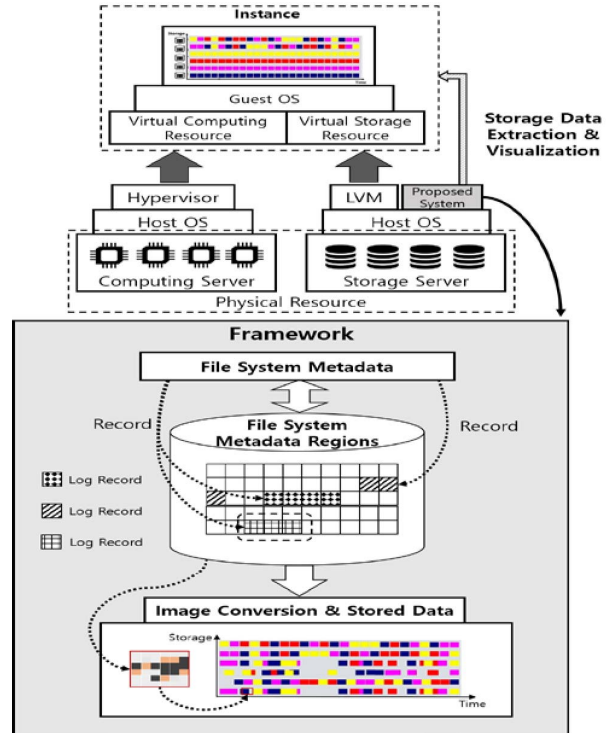 Instance
Storage
Time
Guest OS
Virtual Computing
Resource
Virtual Storage
Resource
Storage Data
Extraction &
Visualization
Hypervisor
LVM
Proposed
System
Host OS
Host OS
Computing Server
Storage Server
Physical Resource
Framework
File System Metadata
Record
File System
Metadata Regions
Record
Log Record
Log Record
Log Record
Image Conversion & Stored Data
Storage
Time